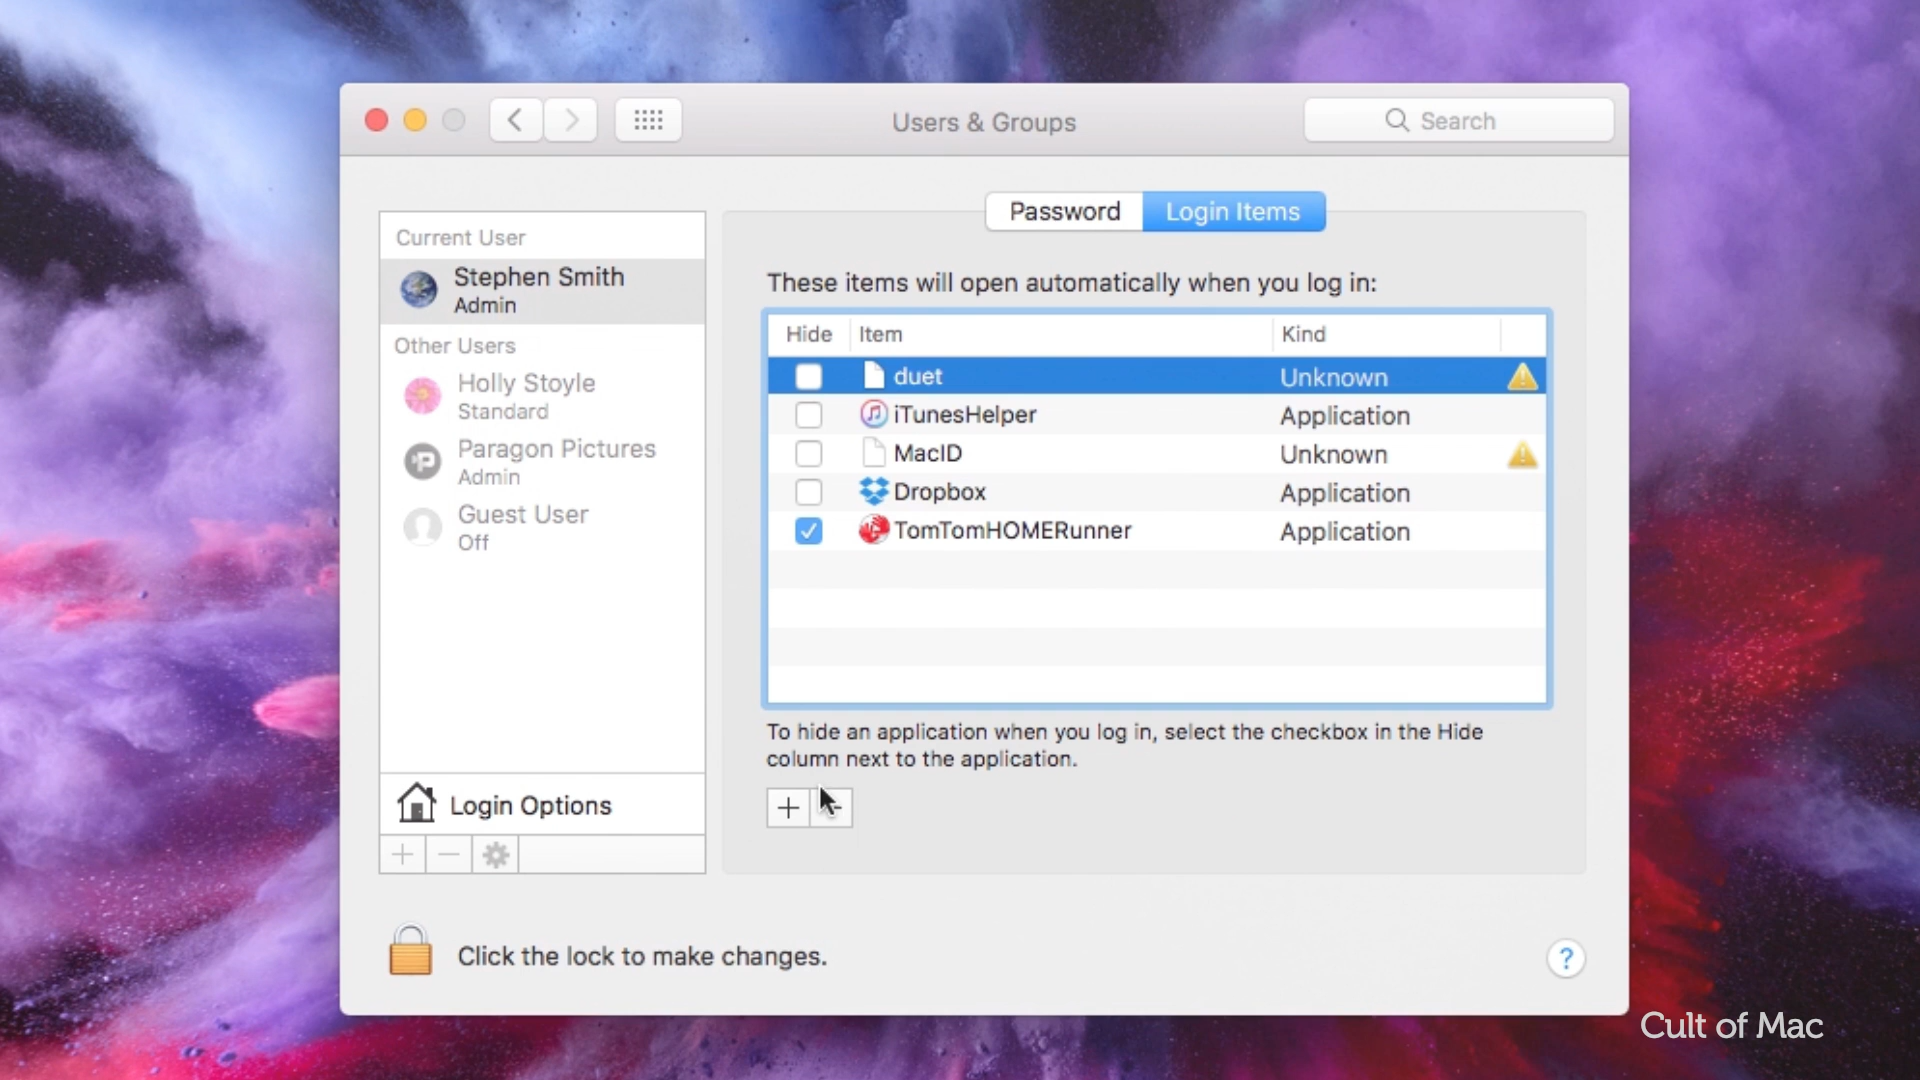 Users & Groups
Search
Password
Login Items
Current User
Stephen Smith
Admin
Other Users
Holly Stoyle
Standard
Paragon Pictures
Admin
Guest User
Off
Login Options
These items will open automatically when you log in:
Hide Item Kind
duet Unknown
iTunesHelper Application
MacID Unknown
Dropbox Application
TomTomHOMERunner Application
To hide an application when you log in, select the checkbox in the Hide
column next to the application.
Click the lock to make changes.
?
Cult of Mac